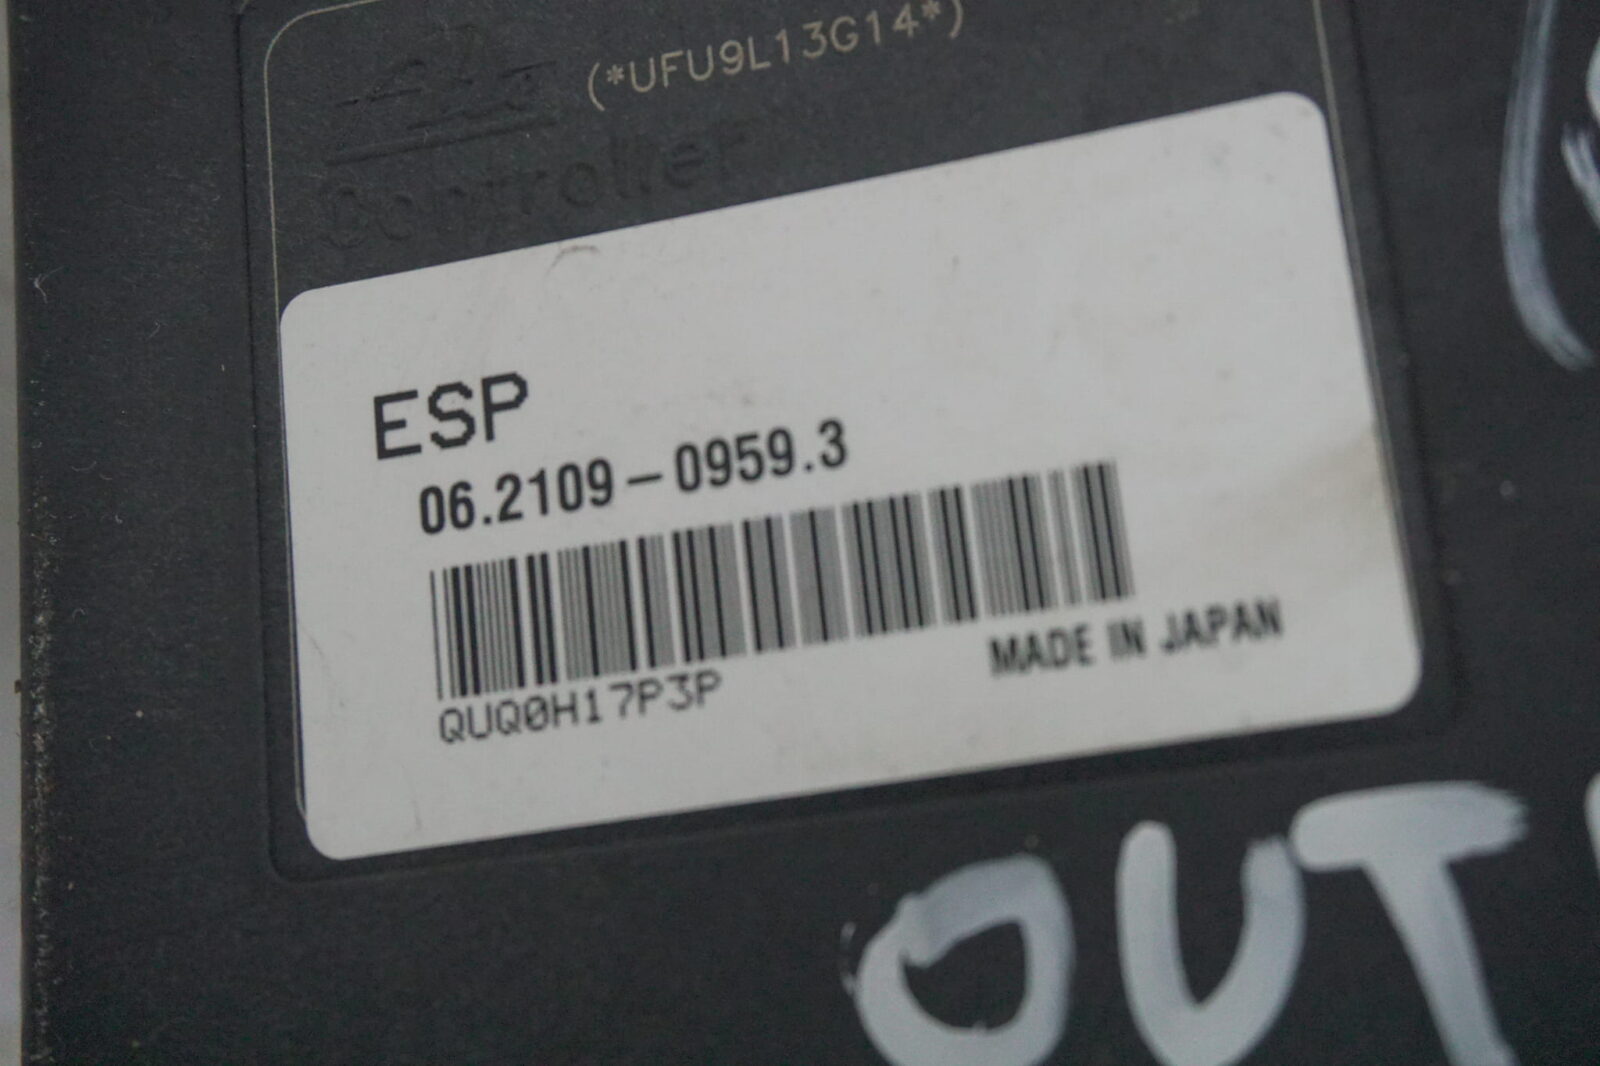 (*UFU9L13G14*)
Controller
ESP
06.2109-0959.3
QUQ0H17P3P
MADE IN JAPAN
OUT